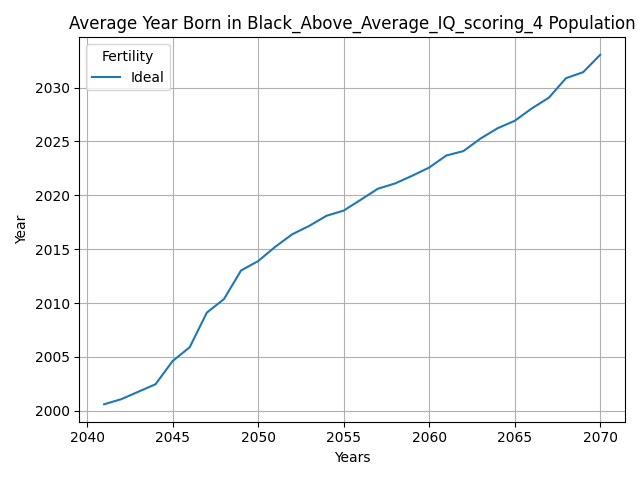 Average Year Born in Black_Above_Average_IQ_scoring_4 Population
Fertility
Ideal
Year
2030
2025
2020
2015
2010
2005
2000
2040 2045 2050 2055 2060 2065 2070
Years